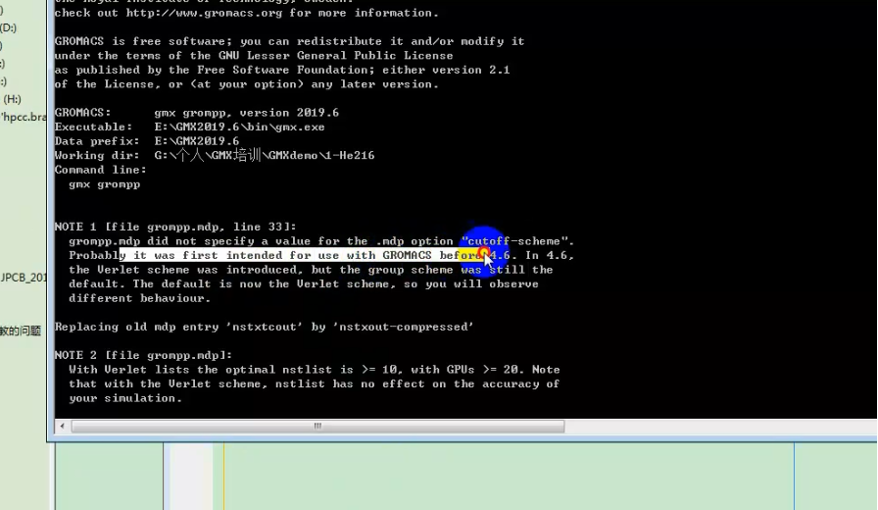 (D:)
(H:)
JPCB_201
的问题
check out http://www.gromacs.org for more information.
GROMACS is free software; you can redistribute it and/or modify it
under the terms of the GNU Lesser General Public License
as published by the Free Software Foundation; either version 2.1
of the License, or (at your option) any later version.
GROMACS:      gmx grompp, version 2019.6
Executable:   E:\GMX2019.6\bin\gmx.exe
Data prefix:  E:\GMX2019.6
Working dir:  G:\个人\GMX培训\GMXdemo\1-He216
Command line:
gmx grompp
NOTE 1 [file grompp.mdp, line 33]:
grompp.mdp did not specify a value for the .mdp option "cutoff-scheme".
Probably it was first intended for use with GROMACS before 4.6. In 4.6,
the Verlet scheme was introduced, but the group scheme was still the
default. The default is now the Verlet scheme, so you will observe
different behaviour.
Replacing old mdp entry 'nstxtcout' by 'nstxout-compressed'
NOTE 2 [file grompp.mdp]:
With Verlet lists the optimal nstlist is >= 10, with GPUs >= 20. Note
that with the Verlet scheme, nstlist has no effect on the accuracy of
your simulation.